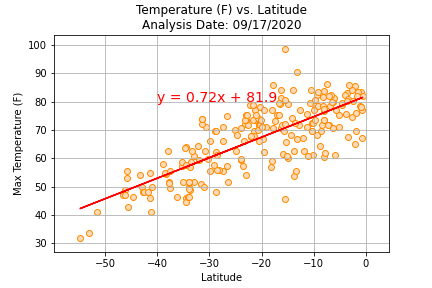 Temperature (F) vs. Latitude
Analysis Date: 09/17/2020
100
90
80
70
60
50
40
30
Max Temperature (F)
y = 0.72x + 81.9
−50
−40
−30
−20
−10
0
Latitude